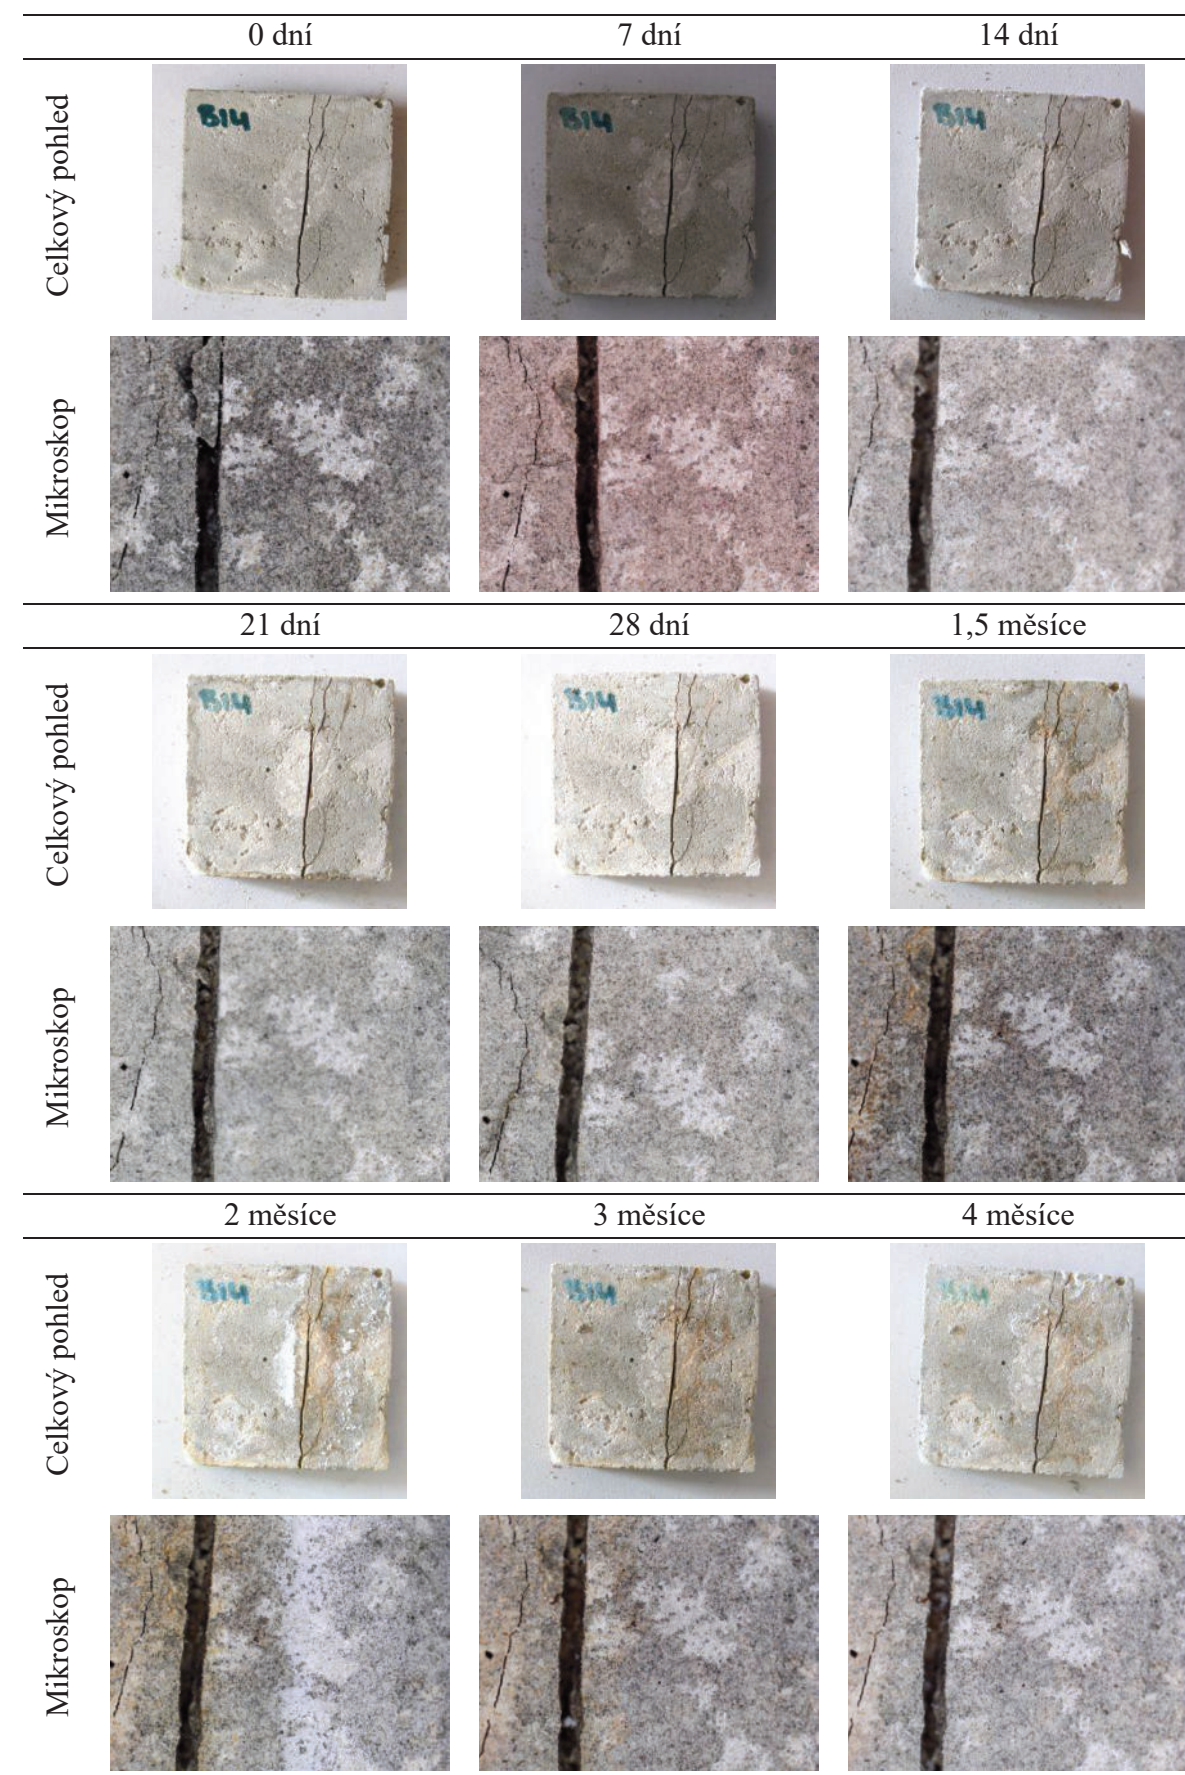 0 dní 7 dní 14 dní
Celkový pohled
B14 B14 B14
Mikroskop
21 dní 28 dní 1,5 měsíce
Celkový pohled
B14 B14 B14
Mikroskop
2 měsíce 3 měsíce 4 měsíce
Celkový pohled
B14 B14 B14
Mikroskop